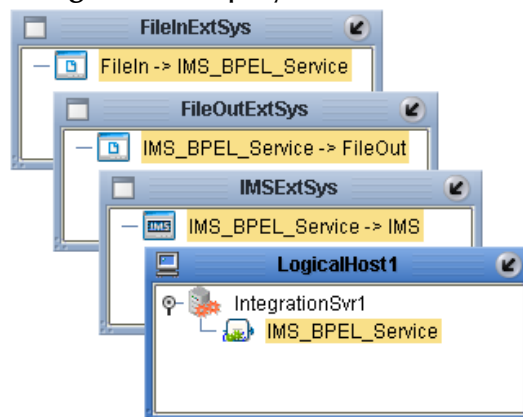 FileInExtSys
FileIn -> IMS_BPEL_Service
FileOutExtSys
IMS_BPEL_Service -> FileOut
IMSExtSys
IMS IMS_BPEL_Service -> IMS
LogicalHost1
IntegrationSvr1
IMS_BPEL_Service